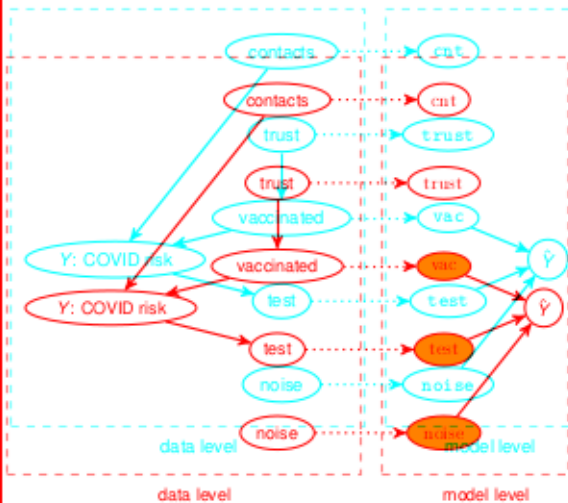 contacts cnt
contacts cnt
trust trust
trust trust
vaccinated vac
Y: COVID risk Ŷ
vaccinated vac
test test
Y: COVID risk Ŷ
test test
noise noise
noise noise
data level model level
data level model level